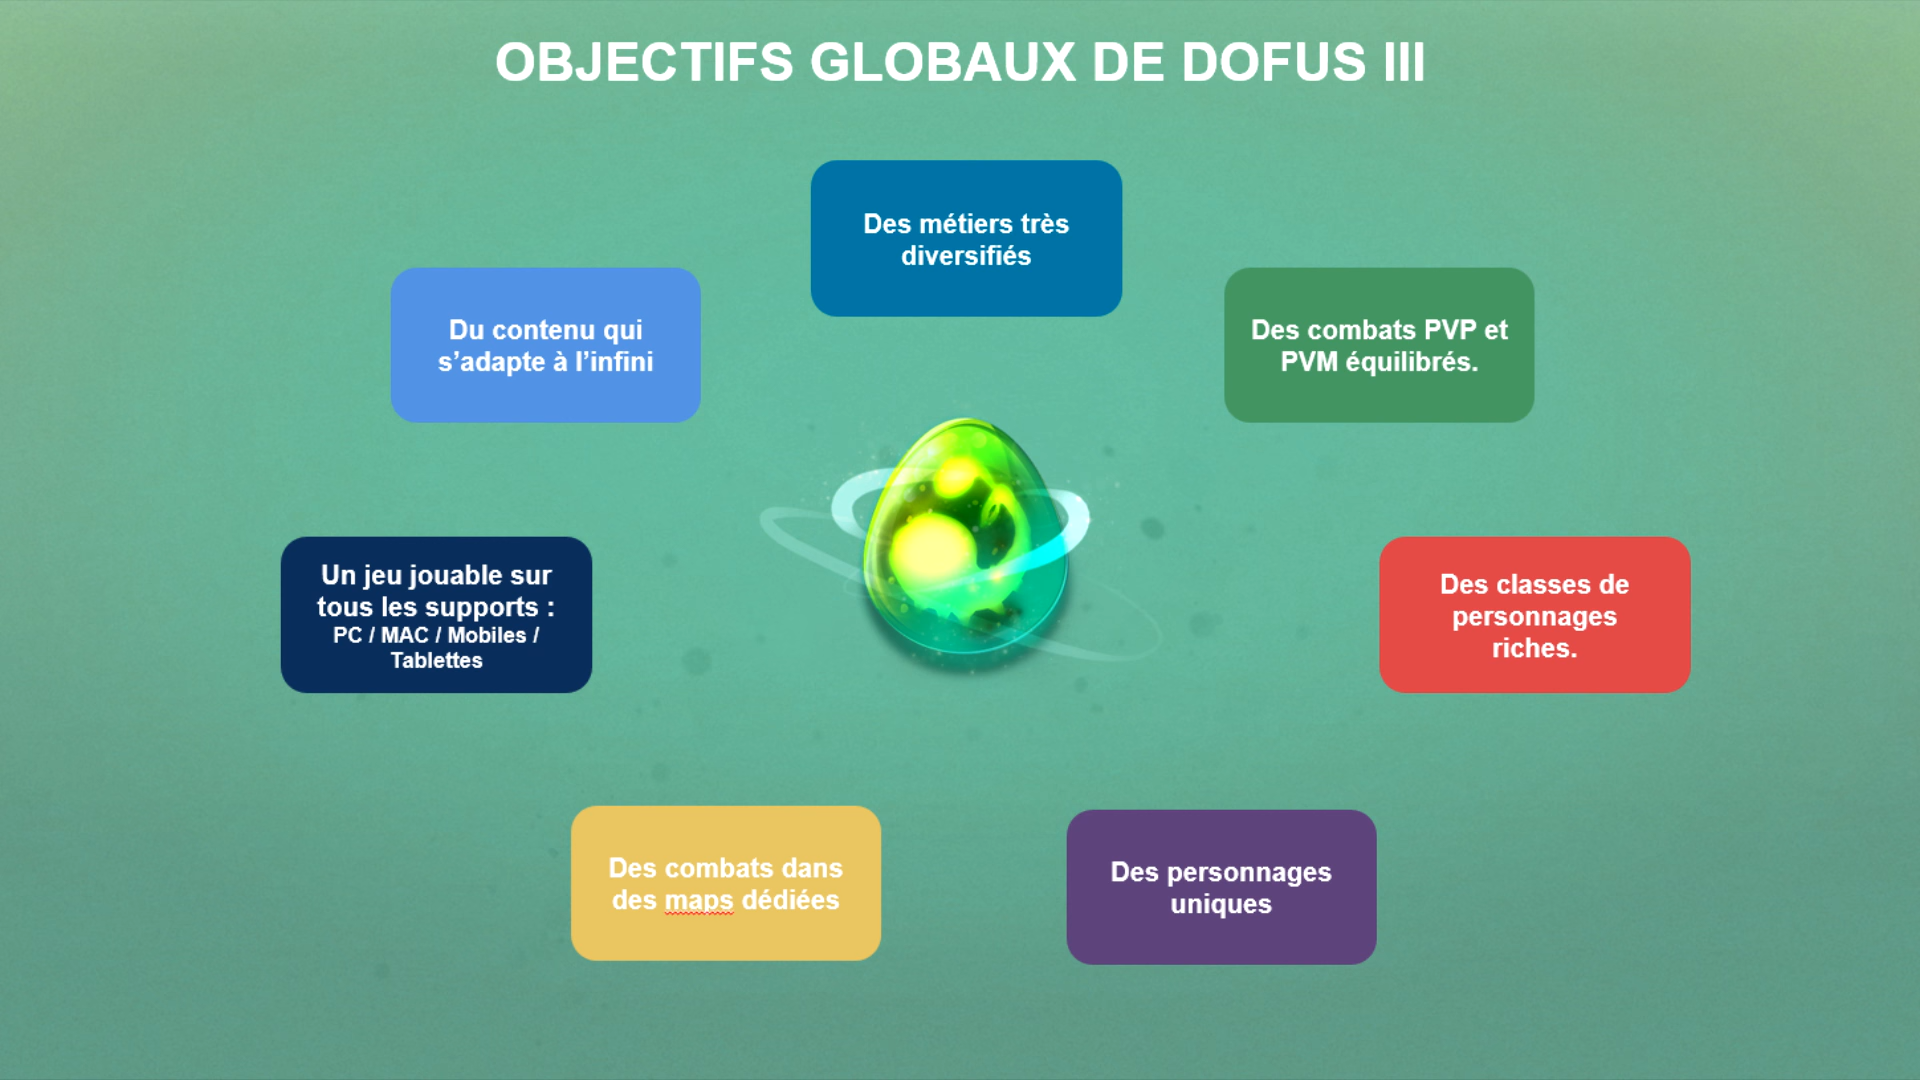 OBJECTIFS GLOBAUX DE DOFUS III
Des métiers très
diversifiés
Du contenu qui
s’adapte à l’infini
Des combats PVP et
PVM équilibrés.
Un jeu jouable sur
tous les supports :
PC / MAC / Mobiles /
Tablettes
Des classes de
personnages
riches.
Des combats dans
des maps dédiées
Des personnages
uniques